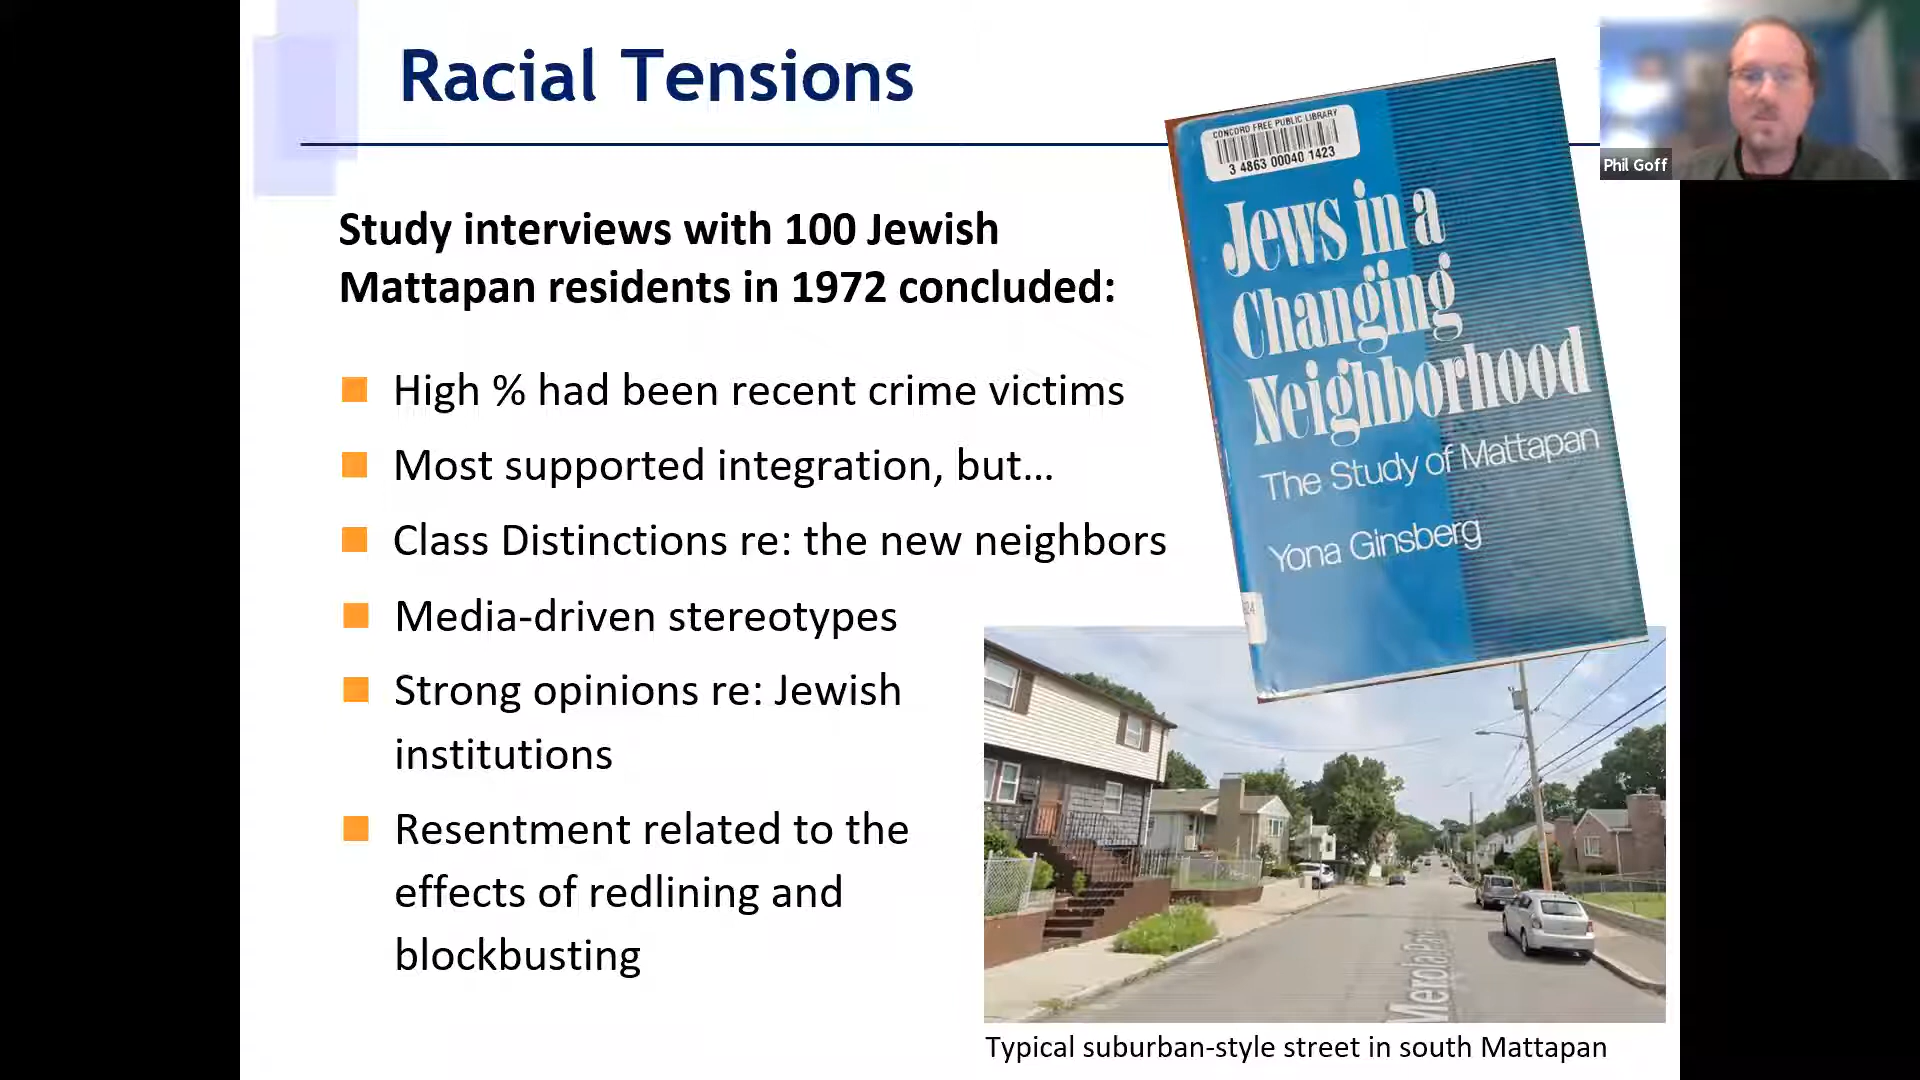 Racial Tensions
Study interviews with 100 Jewish
Mattapan residents in 1972 concluded:
High % had been recent crime victims
Most supported integration, but...
Class Distinctions re: the new neighbors
Media-driven stereotypes
Strong opinions re: Jewish
institutions
Resentment related to the
effects of redlining and
blockbusting
CONCORD FREE PUBLIC LIBRARY
3 4863 00040 1423
Jews in a
Changing
Neighborhood
The Study of Mattapan
Yona Ginsberg
Typical suburban-style street in south Mattapan
Phil Goff